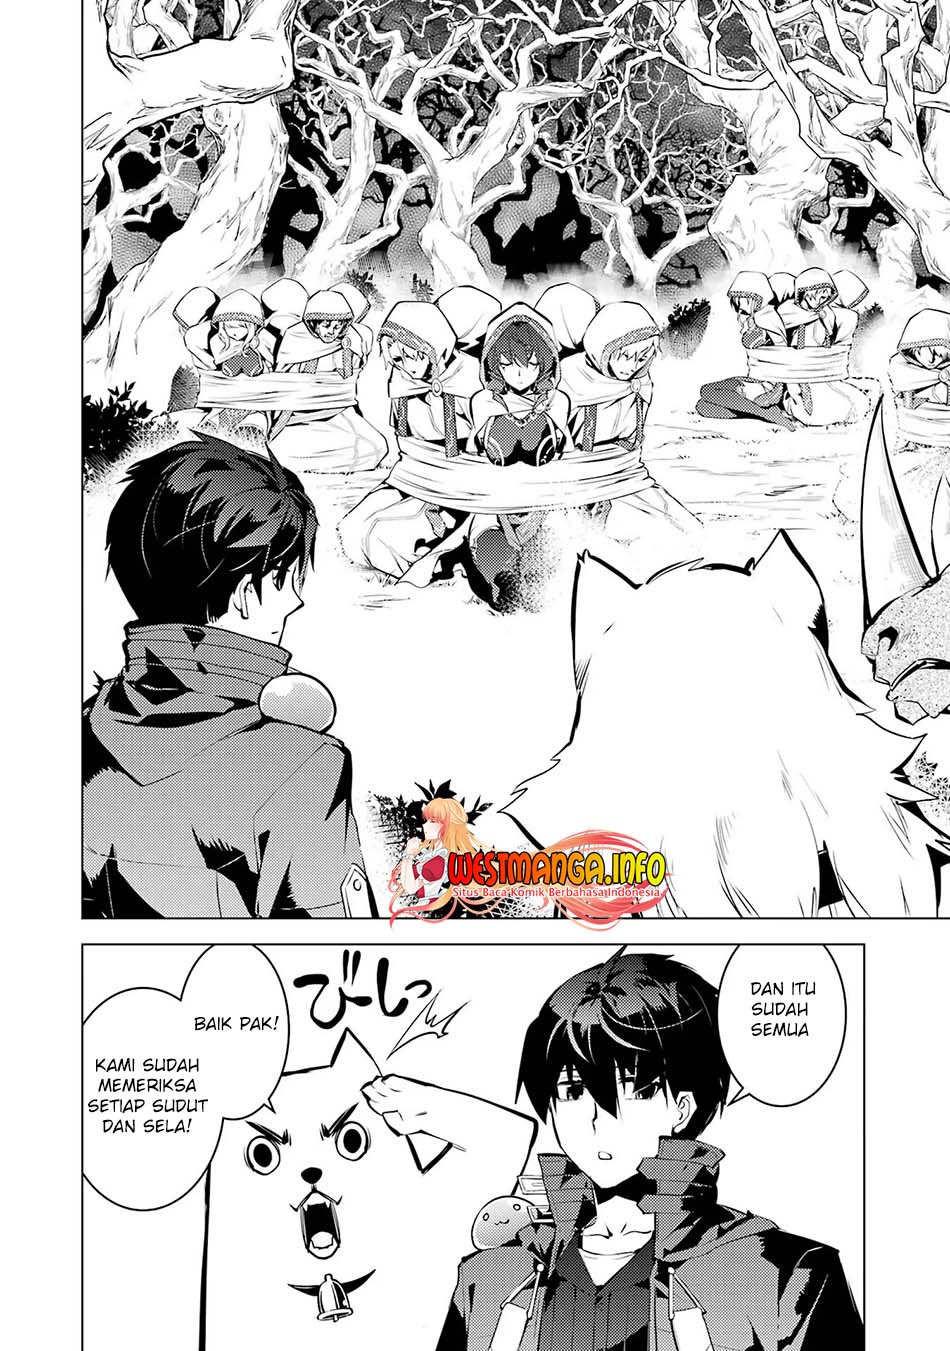 WESTMANGA.INFO
SITUS BACA KOMIK BERBAHASA INDONESIA
DAN ITU
SUDAH
SEMUA
びしっ
BAIK PAK!
KAMI SUDAH
MEMERIKSA
SETIAP SUDUT
DAN SELA!